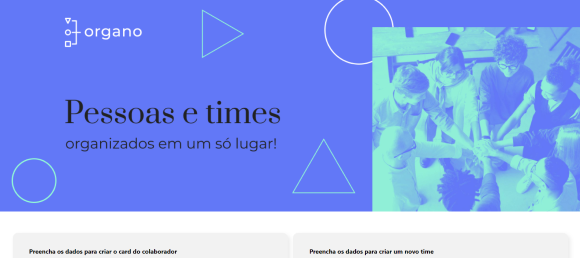 organo
Pessoas e times
organizados em um só lugar!
Preencha os dados para criar o card do colaborador
Preencha os dados para criar um novo time